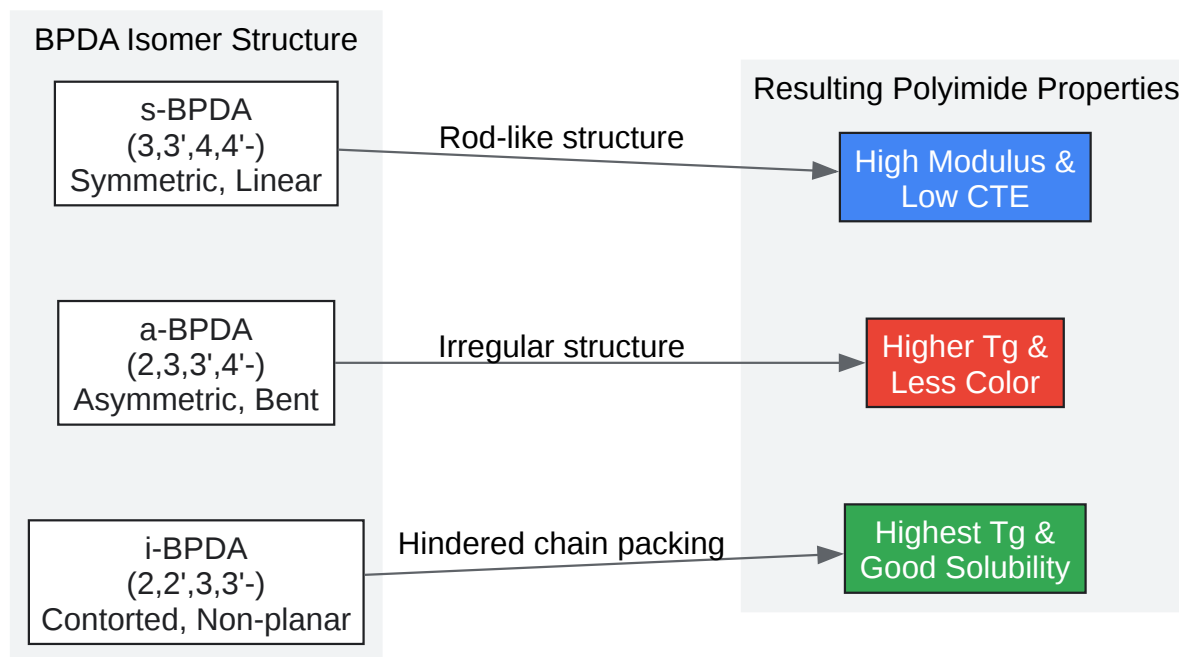 BPDA Isomer Structure
s-BPDA
(3,3',4,4'-)
Symmetric, Linear
a-BPDA
(2,3,3',4'-)
Asymmetric, Bent
i-BPDA
(2,2',3,3'-)
Contorted, Non-planar
Rod-like structure
Irregular structure
Hindered chain packing
Resulting Polyimide Properties
High Modulus &
Low CTE
Higher Tg &
Less Color
Highest Tg &
Good Solubility